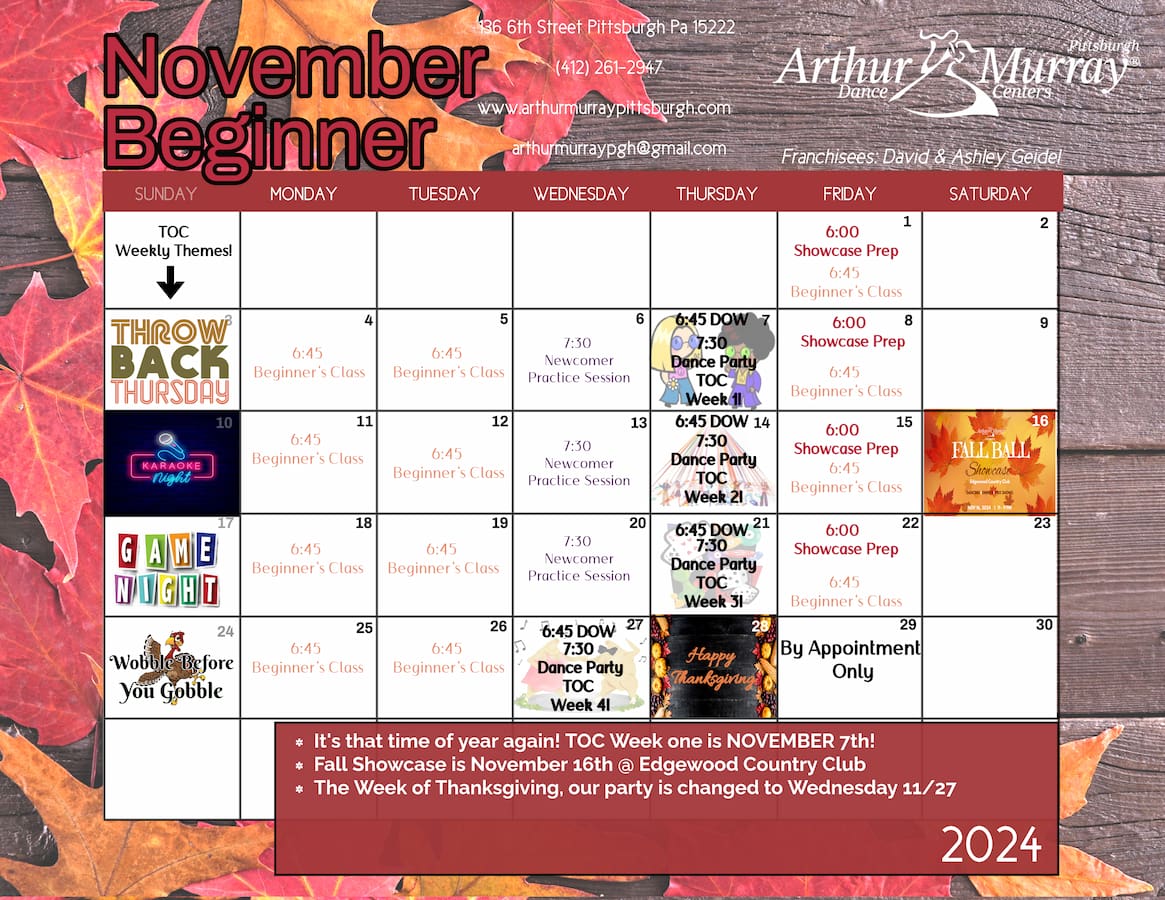 November
Beginner
136 6th Street Pittsburgh Pa 15222
(412) 261-2947
www.arthurmurraypittsburgh.com
arthurmurraypgh@gmail.com
Pittsburgh
Arthur Murray®
Dance Centers
Franchisees: David & Ashley Geidel
SUNDAY MONDAY TUESDAY WEDNESDAY THURSDAY FRIDAY SATURDAY
TOC
Weekly Themes!
1
6:00
Showcase Prep
6:45
Beginner's Class
2
3
THROW
BACK
THURSDAY
4
6:45
Beginner's Class
5
6:45
Beginner's Class
6
7:30
Newcomer
Practice Session
6:45 DOW 7
7:30
Dance Party
TOC
Week 1!
8
6:00
Showcase Prep
6:45
Beginner's Class
9
10
KARAOKE
Night
11
6:45
Beginner's Class
12
6:45
Beginner's Class
13
7:30
Newcomer
Practice Session
6:45 DOW 14
7:30
Dance Party
TOC
Week 2!
15
6:00
Showcase Prep
6:45
Beginner's Class
16
FALL BALL
Showcase
Edgewood Country Club
17
GAME
NIGHT
18
6:45
Beginner's Class
19
6:45
Beginner's Class
20
7:30
Newcomer
Practice Session
21
6:45 DOW
7:30
Dance Party
TOC
Week 3!
22
6:00
Showcase Prep
6:45
Beginner's Class
23
24
Wobble Before
You Gobble
25
6:45
Beginner's Class
26
6:45
Beginner's Class
27
6:45 DOW
7:30
Dance Party
TOC
Week 4!
28
Happy
Thanksgiving
29
By Appointment
Only
30
It's that time of year again! TOC Week one is NOVEMBER 7th!
Fall Showcase is November 16th @ Edgewood Country Club
The Week of Thanksgiving, our party is changed to Wednesday 11/27
2024